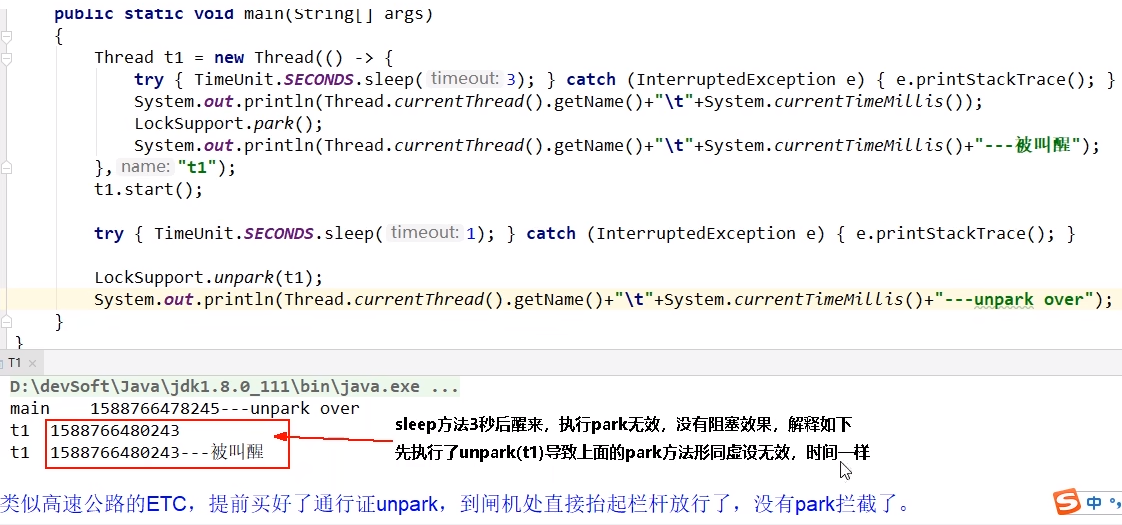 public static void main(String[] args)
{
Thread t1 = new Thread(() -> {
try { TimeUnit.SECONDS.sleep( timeout: 3); } catch (InterruptedException e) { e.printStackTrace(); }
System.out.println(Thread.currentThread().getName()+"\t"+System.currentTimeMillis());
LockSupport.park();
System.out.println(Thread.currentThread().getName()+"\t"+System.currentTimeMillis()+"---被叫醒");
}, name: "t1");
t1.start();
try { TimeUnit.SECONDS.sleep( timeout: 1); } catch (InterruptedException e) { e.printStackTrace(); }
LockSupport.unpark(t1);
System.out.println(Thread.currentThread().getName()+"\t"+System.currentTimeMillis()+"---unpark over");
}
}
T1 ×
D:\devSoft\Java\jdk1.8.0_111\bin\java.exe ...
main 1588766478245---unpark over
t1 1588766480243
t1 1588766480243---被叫醒
sleep方法3秒后醒来，执行park无效，没有阻塞效果，解释如下
先执行了unpark(t1)导致上面的park方法形同虚设无效，时间一样
类似高速公路的ETC，提前买好了通行证unpark，到闸机处直接抬起栏杆放行了，没有park拦截了。
S 中 °,